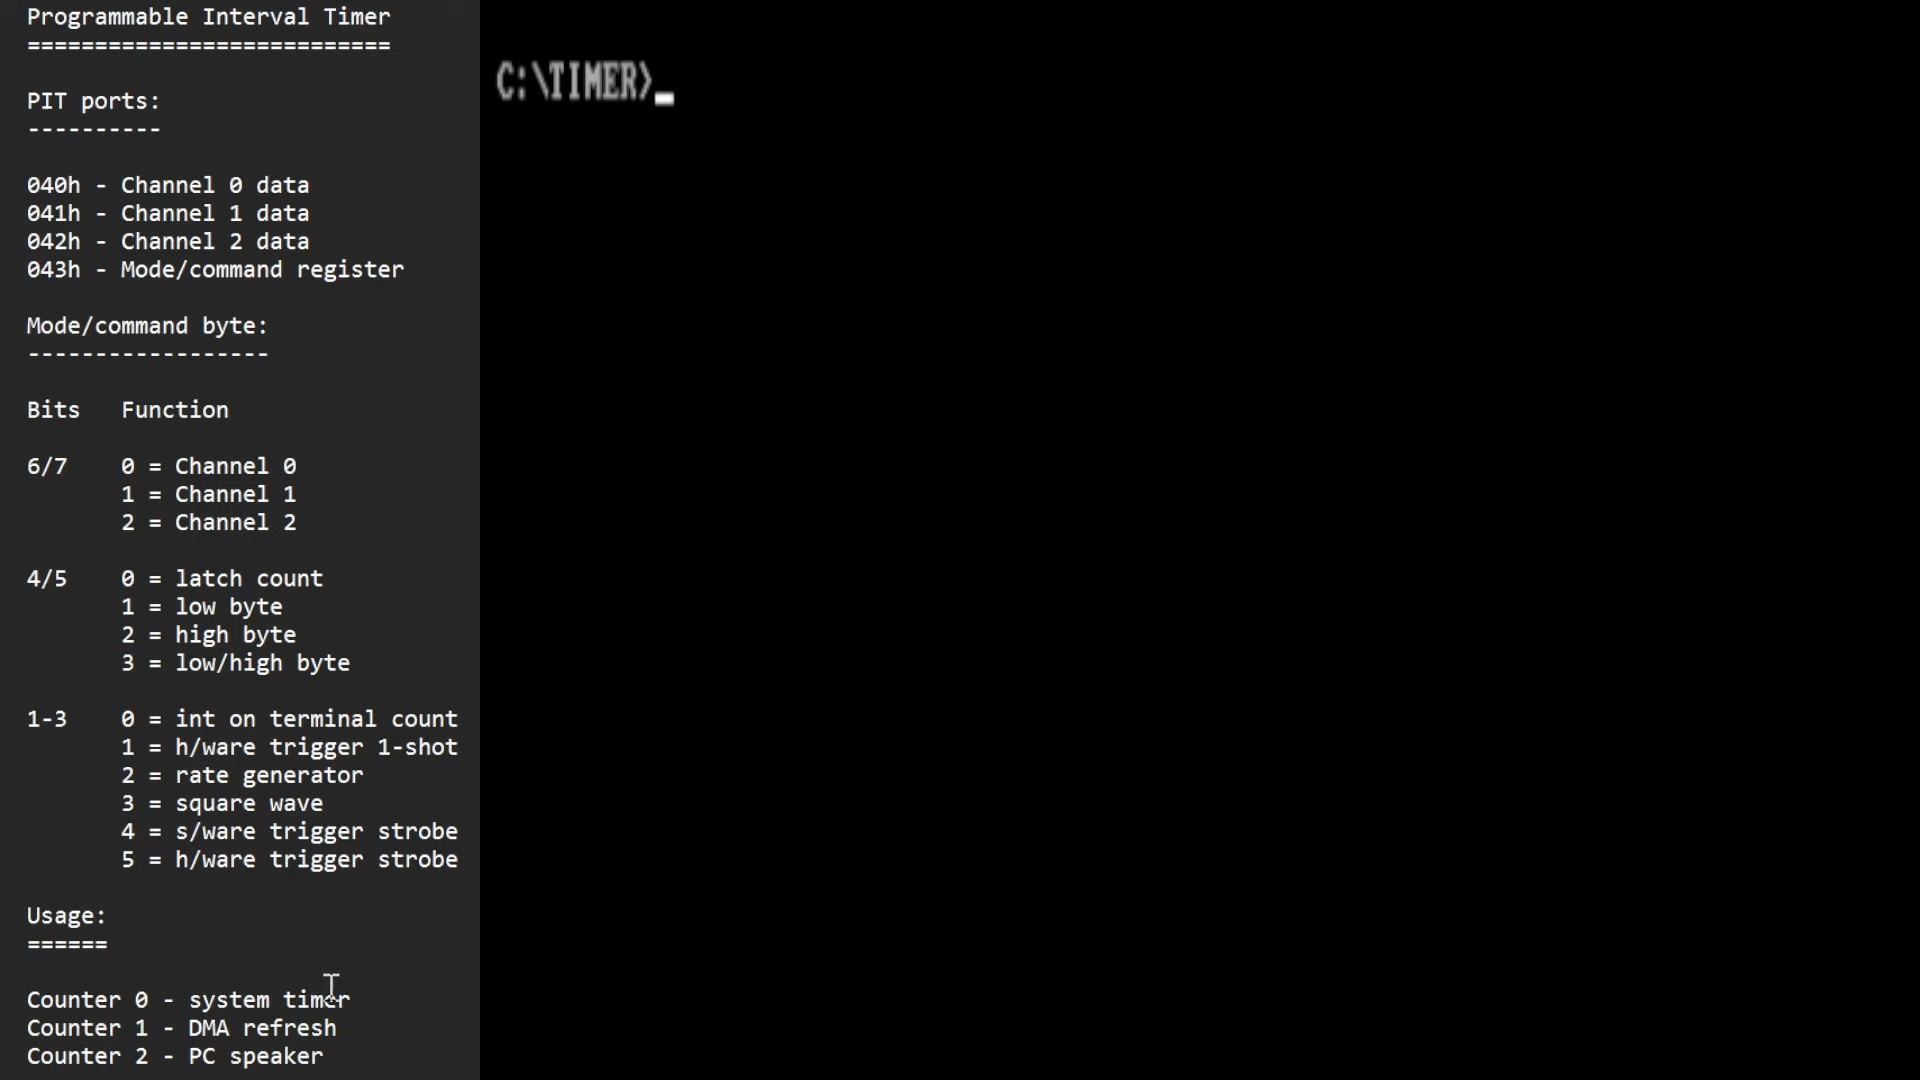 Programmable Interval Timer
===========================
PIT ports:
----------
040h - Channel 0 data
041h - Channel 1 data
042h - Channel 2 data
043h - Mode/command register
Mode/command byte:
------------------
Bits   Function
6/7    0 = Channel 0
       1 = Channel 1
       2 = Channel 2
4/5    0 = latch count
       1 = low byte
       2 = high byte
       3 = low/high byte
1-3    0 = int on terminal count
       1 = h/ware trigger 1-shot
       2 = rate generator
       3 = square wave
       4 = s/ware trigger strobe
       5 = h/ware trigger strobe
Usage:
======
Counter 0 - system timer
Counter 1 - DMA refresh
Counter 2 - PC speaker
C:\TIMER>_